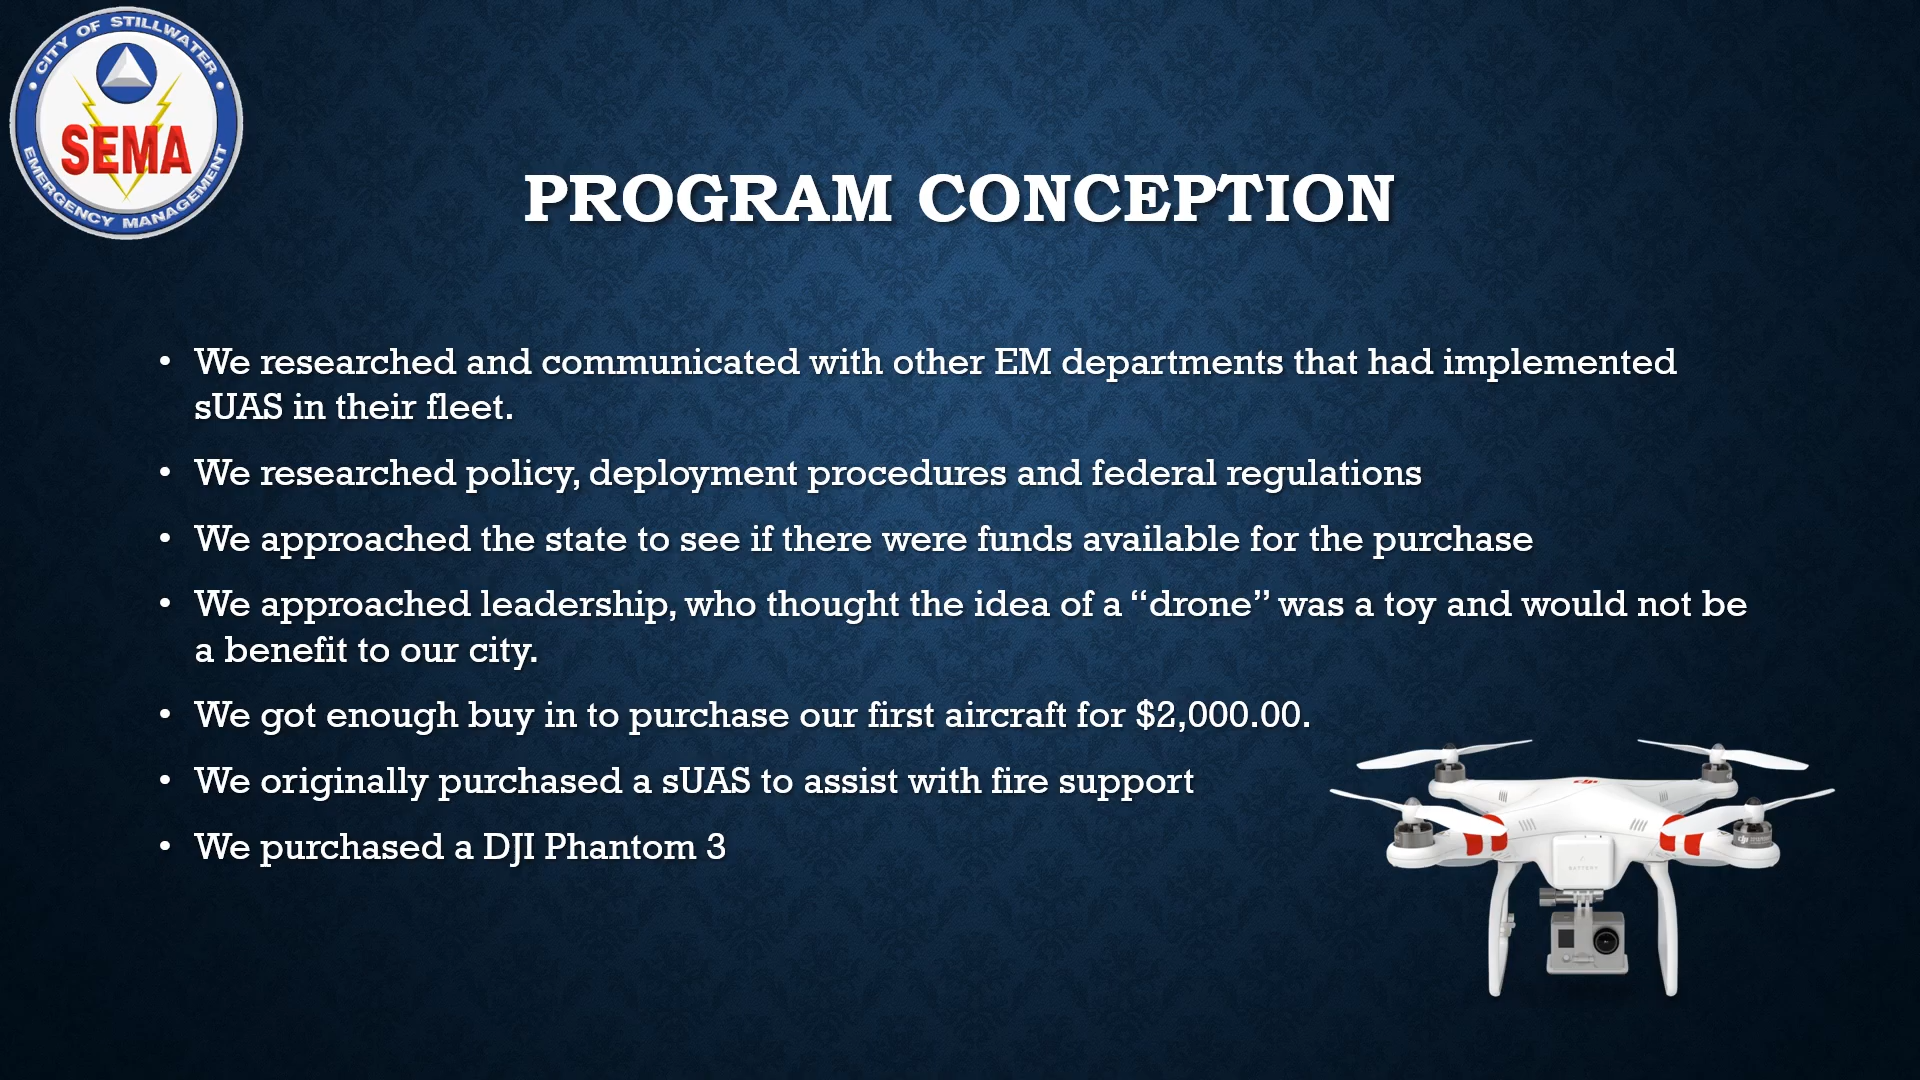 CITY OF STILLWATER
SEMA
EMERGENCY MANAGEMENT
PROGRAM CONCEPTION
• We researched and communicated with other EM departments that had implemented
sUAS in their fleet.
• We researched policy, deployment procedures and federal regulations
• We approached the state to see if there were funds available for the purchase
• We approached leadership, who thought the idea of a “drone” was a toy and would not be
a benefit to our city.
• We got enough buy in to purchase our first aircraft for $2,000.00.
• We originally purchased a sUAS to assist with fire support
• We purchased a DJI Phantom 3
dji
dji
BATTERY